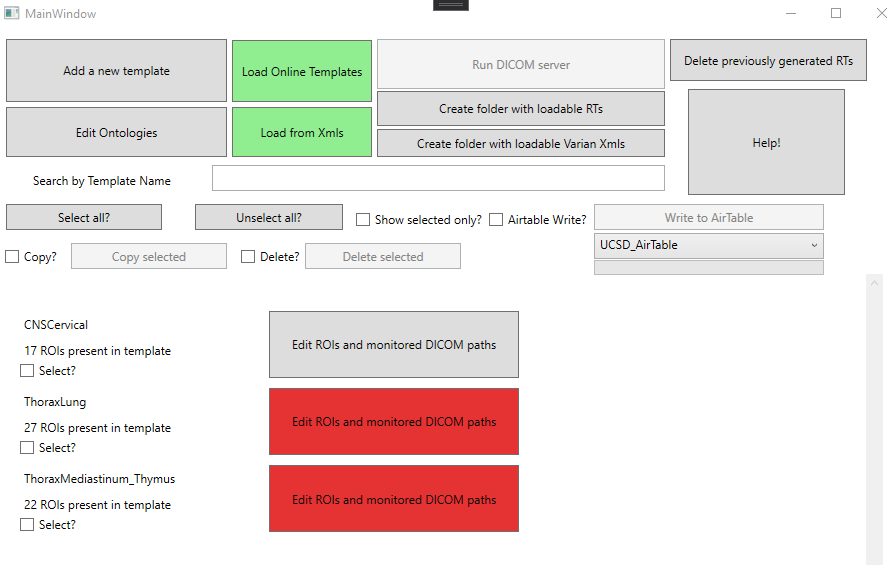 MainWindow
Add a new template
Load Online Templates
Run DICOM server
Delete previously generated RTs
Create folder with loadable RTs
Edit Ontologies
Load from Xmls
Create folder with loadable Varian Xmls
Help!
Search by Template Name
Select all?
Unselect all?
Show selected only?
Airtable Write?
Write to AirTable
UCSD_AirTable
Copy?
Copy selected
Delete?
Delete selected
CNSCervical
17 ROIs present in template
Select?
Edit ROIs and monitored DICOM paths
ThoraxLung
27 ROIs present in template
Select?
Edit ROIs and monitored DICOM paths
ThoraxMediastinum_Thymus
22 ROIs present in template
Select?
Edit ROIs and monitored DICOM paths